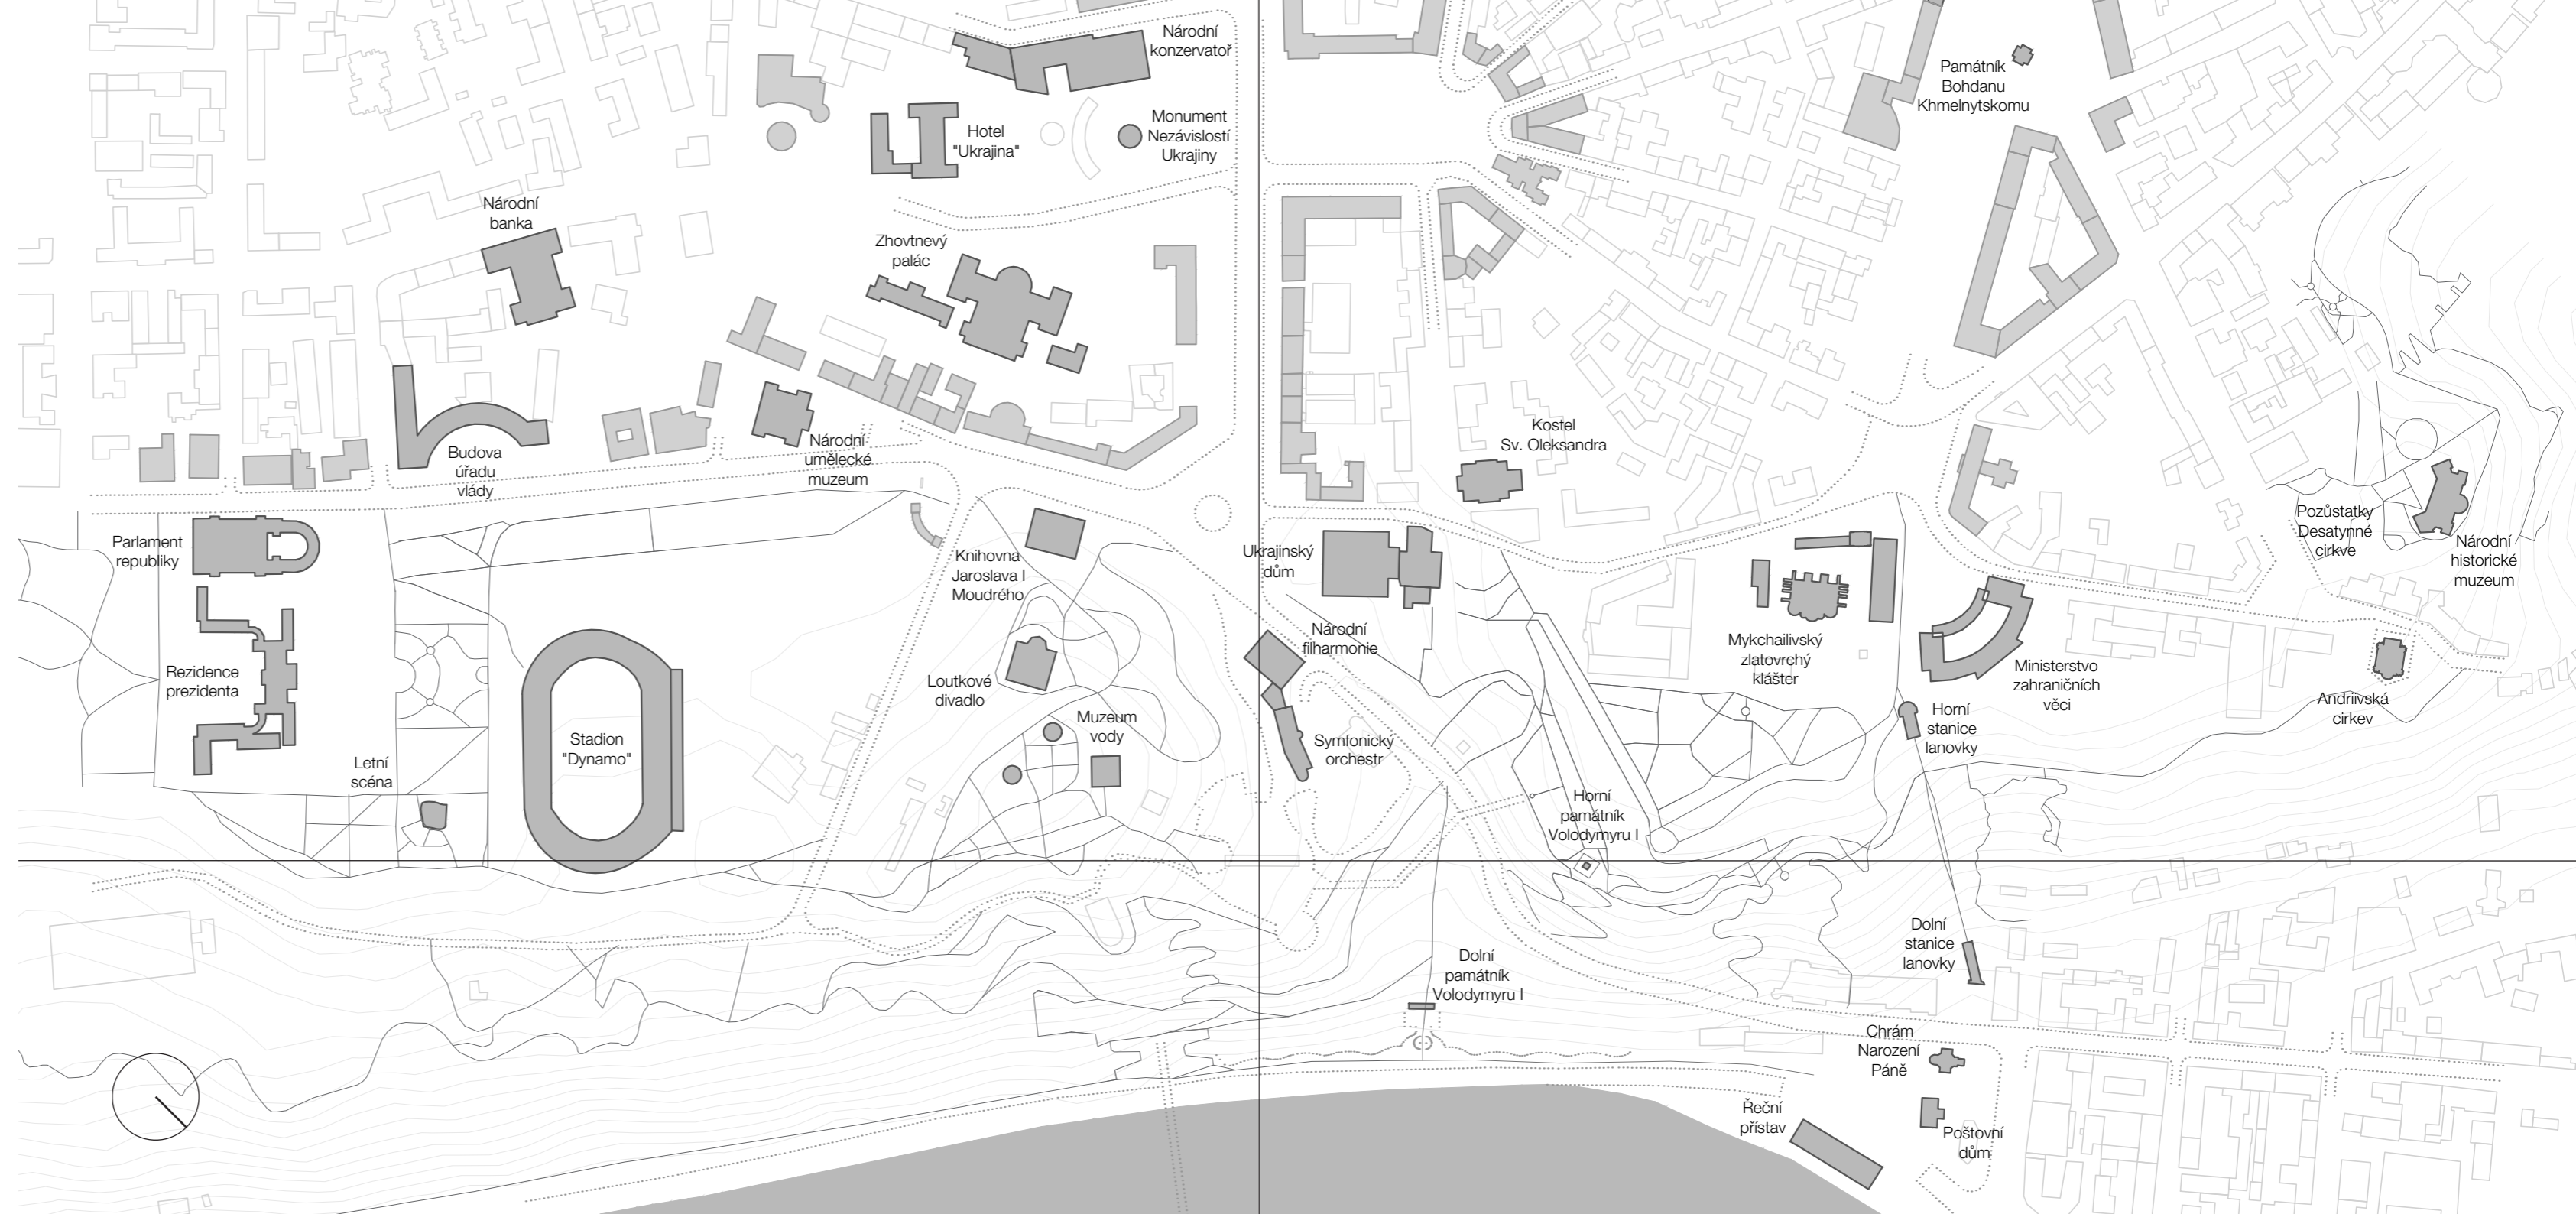 Národní
konzervatoř
Památník
Bohdanu
Khmelnytskomu
Monument
Nezávislostí
Ukrajiny
Hotel
"Ukrajina"
Národní
banka
Zhovtnevý
palác
Národní
umělecké
muzeum
Budova
úřadu
vlády
Kostel
Sv. Oleksandra
Parlament
republiky
Knihovna
Jaroslava I
Moudrého
Ukrajinský
dům
Pozůstatky
Desatynné
cirkve
Národní
historické
muzeum
Národní
filharmonie
Mykchailivský
zlatovrchý
klášter
Ministerstvo
zahraničních
věci
Rezidence
prezidenta
Loutkové
divadlo
Andriivská
cirkev
Muzeum
vody
Horní
stanice
lanovky
Stadion
"Dynamo"
Symfonický
orchestr
Letní
scéna
Horní
památník
Volodymyru I
Dolní
stanice
lanovky
Dolní
památník
Volodymyru I
Chrám
Narození
Páně
Řeční
přístav
Poštovní
dům